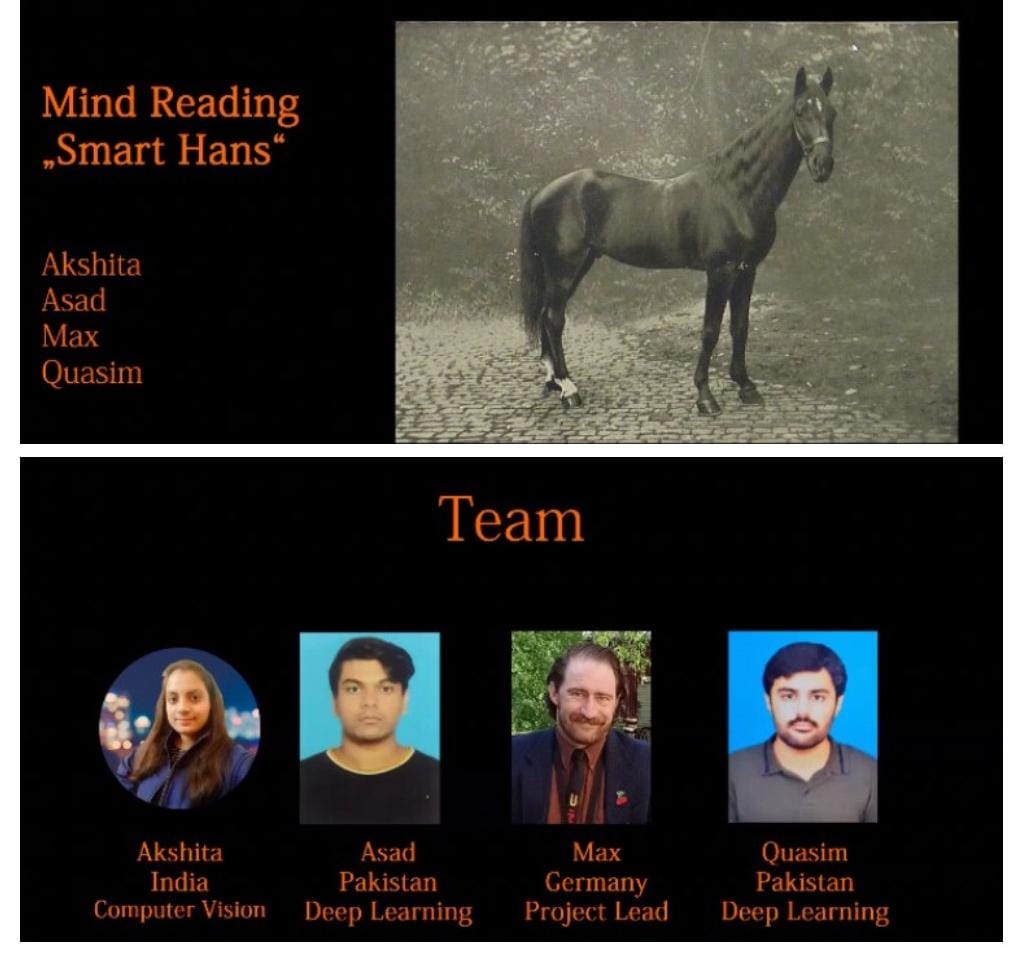 Mind Reading
„Smart Hans“
Akshita
Asad
Max
Quasim
Team
Akshita
India
Computer Vision
Asad
Pakistan
Deep Learning
Max
Germany
Project Lead
Quasim
Pakistan
Deep Learning